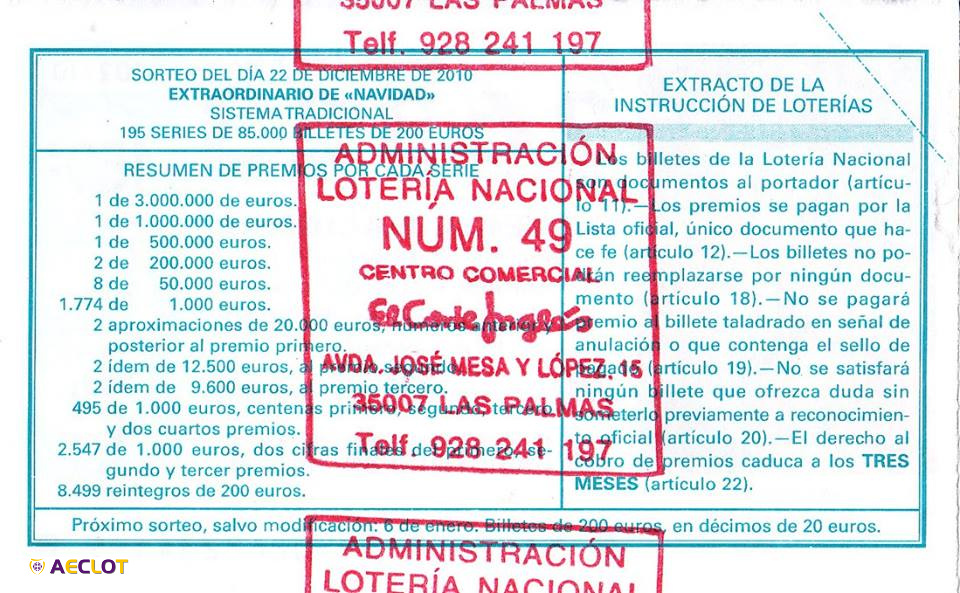 35007 LAS PALMAS
Telf. 928 241 197
SORTEO DEL DÍA 22 DE DICIEMBRE DE 2010
EXTRAORDINARIO DE «NAVIDAD»
SISTEMA TRADICIONAL
195 SERIES DE 85.000 BILLETES DE 200 EUROS
RESUMEN DE PREMIOS POR CADA SERIE
1 de 3.000.000 de euros.
1 de 1.000.000 de euros.
1 de 500.000 euros.
2 de 200.000 euros.
8 de 50.000 euros.
1.774 de 1.000 euros.
2 aproximaciones de 20.000 euros, números anterior y
posterior al premio primero.
2 ídem de 12.500 euros, al premio segundo.
2 ídem de 9.600 euros, al premio tercero.
495 de 1.000 euros, centenas primero, segundo, tercero
y dos cuartos premios.
2.547 de 1.000 euros, dos cifras finales del primero, se-
gundo y tercer premios.
8.499 reintegros de 200 euros.
EXTRACTO DE LA
INSTRUCCIÓN DE LOTERÍAS
Los billetes de la Lotería Nacional
son documentos al portador (artícu-
lo 11).—Los premios se pagan por la
Lista oficial, único documento que ha-
ce fe (artículo 12).—Los billetes no po-
drán reemplazarse por ningún docu-
mento (artículo 18).—No se pagará
premio al billete taladrado en señal de
anulación o que contenga el sello de
pagado (artículo 19).—No se satisfará
ningún billete que ofrezca duda sin
someterlo previamente a reconocimien-
to oficial (artículo 20).—El derecho al
cobro de premios caduca a los TRES
MESES (artículo 22).
ADMINISTRACIÓN
LOTERÍA NACIONAL
NÚM. 49
CENTRO COMERCIAL
El Corte Inglés
AVDA. JOSÉ MESA Y LÓPEZ, 15
35007 LAS PALMAS
Telf. 928 241 197
Próximo sorteo, salvo modificación: 6 de enero. Billetes de 200 euros, en décimos de 20 euros.
ADMINISTRACIÓN
LOTERÍA NACIONAL
AECLOT